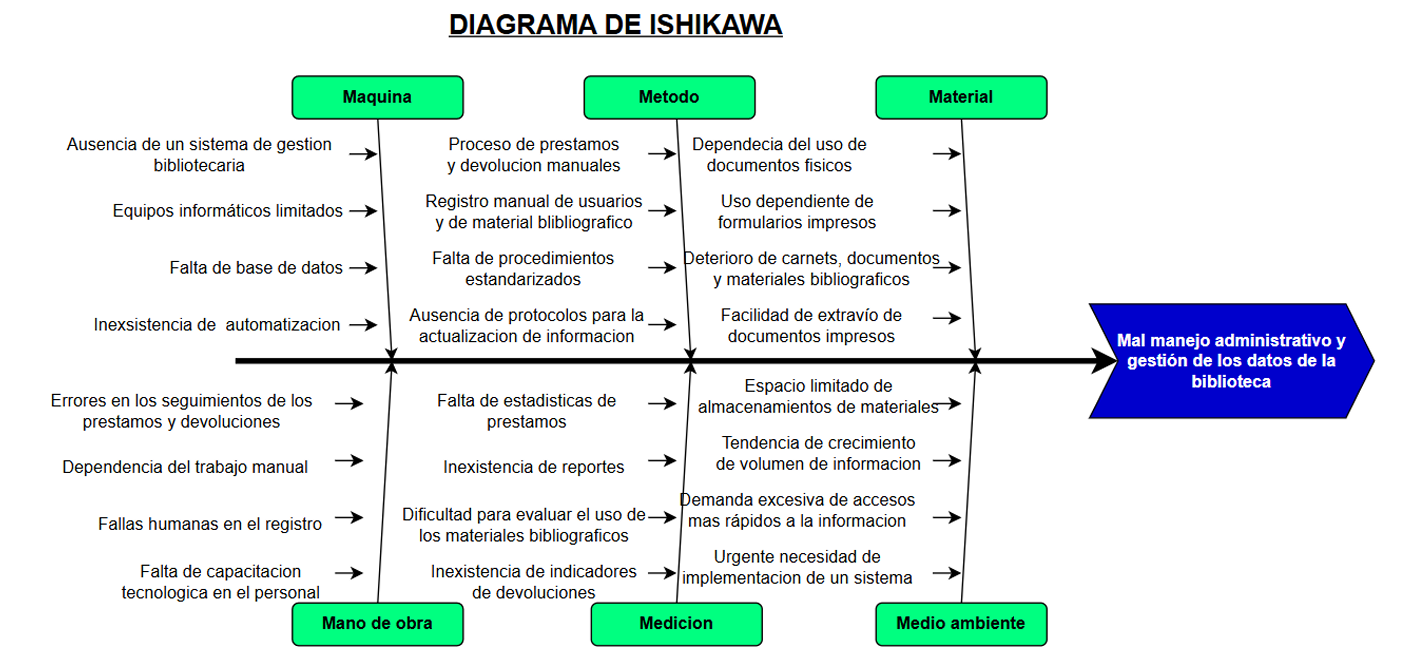 DIAGRAMA DE ISHIKAWA
Maquina
Ausencia de un sistema de gestion
bibliotecaria
Equipos informáticos limitados
Falta de base de datos
Inexsistencia de automatizacion
Metodo
Proceso de prestamos
y devolucion manuales
Registro manual de usuarios
y de material blibliografico
Falta de procedimientos
estandarizados
Ausencia de protocolos para la
actualizacion de informacion
Material
Dependecia del uso de
documentos fisicos
Uso dependiente de
formularios impresos
Deterioro de carnets, documentos
y materiales bibliograficos
Facilidad de extravío de
documentos impresos
Mal manejo administrativo y
gestión de los datos de la
biblioteca
Errores en los seguimientos de los
prestamos y devoluciones
Dependencia del trabajo manual
Fallas humanas en el registro
Falta de capacitacion
tecnologica en el personal
Mano de obra
Falta de estadisticas de
prestamos
Inexistencia de reportes
Dificultad para evaluar el uso de
los materiales bibliograficos
Inexistencia de indicadores
de devoluciones
Medicion
Espacio limitado de
almacenamientos de materiales
Tendencia de crecimiento
de volumen de informacion
Demanda excesiva de accesos
mas rápidos a la informacion
Urgente necesidad de
implementacion de un sistema
Medio ambiente